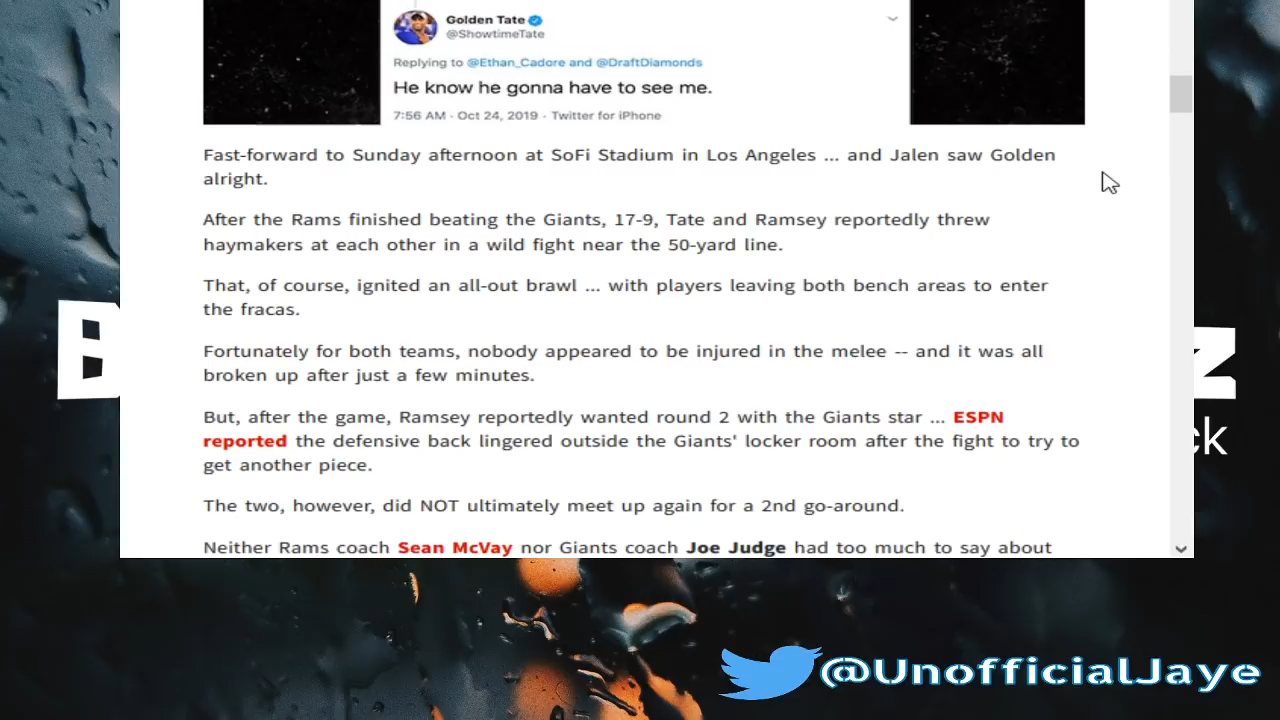 Golden Tate
@ShowtimeTate
Replying to @Ethan_Cadore and @DraftDiamonds
He know he gonna have to see me.
7:56 AM · Oct 24, 2019 · Twitter for iPhone
Fast-forward to Sunday afternoon at SoFi Stadium in Los Angeles ... and Jalen saw Golden
alright.
After the Rams finished beating the Giants, 17-9, Tate and Ramsey reportedly threw
haymakers at each other in a wild fight near the 50-yard line.
That, of course, ignited an all-out brawl ... with players leaving both bench areas to enter
the fracas.
Fortunately for both teams, nobody appeared to be injured in the melee -- and it was all
broken up after just a few minutes.
But, after the game, Ramsey reportedly wanted round 2 with the Giants star ... ESPN
reported the defensive back lingered outside the Giants' locker room after the fight to try to
get another piece.
The two, however, did NOT ultimately meet up again for a 2nd go-around.
Neither Rams coach Sean McVay nor Giants coach Joe Judge had too much to say about
@UnofficialJaye